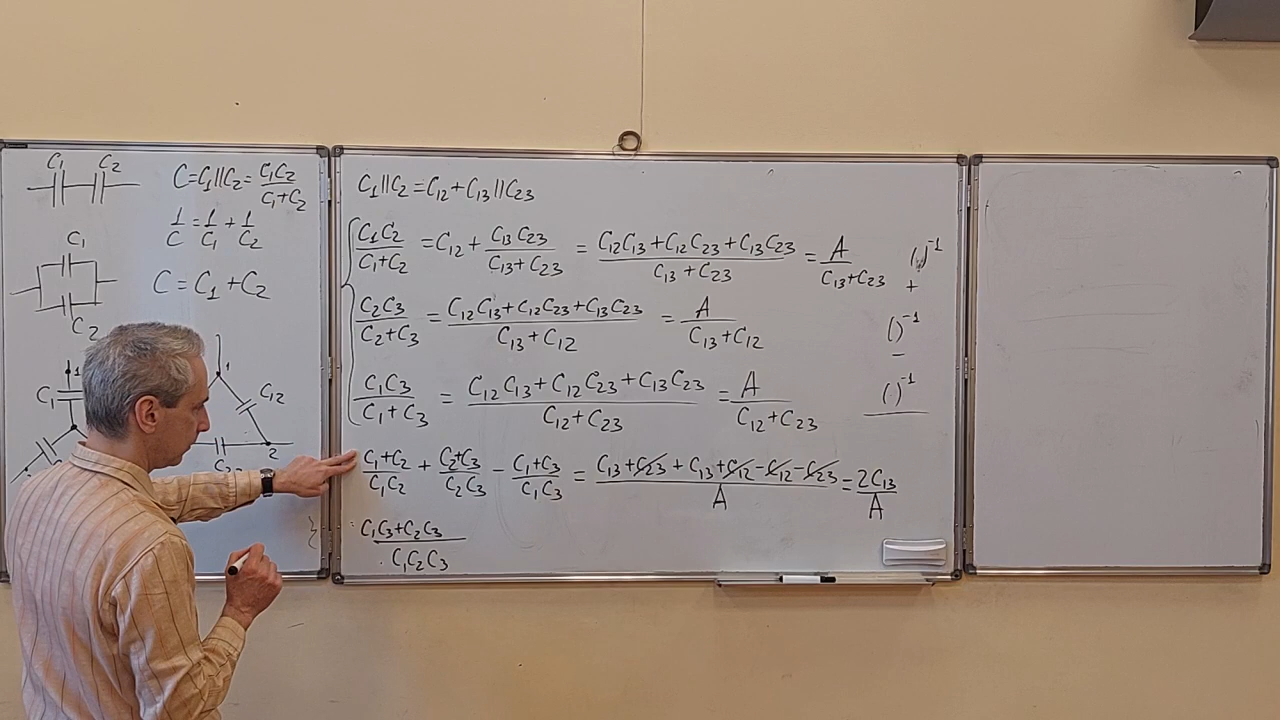 C₁ C₂
C=C₁||C₂=C₁C₂/(C₁+C₂)
1/C=1/C₁+1/C₂
C₁
C=C₁+C₂
C₂
1
C₁
1
C₁₂
2
C₁||C₂=C₁₂+C₁₃||C₂₃
C₁C₂/(C₁+C₂) =C₁₂+ C₁₃C₂₃/(C₁₃+C₂₃) = (C₁₂C₁₃+C₁₂C₂₃+C₁₃C₂₃)/(C₁₃+C₂₃) = A/(C₁₃+C₂₃) ()⁻¹
+
C₂C₃/(C₂+C₃) = (C₁₂C₁₃+C₁₂C₂₃+C₁₃C₂₃)/(C₁₃+C₁₂) = A/(C₁₃+C₁₂) ()⁻¹
−
C₁C₃/(C₁+C₃) = (C₁₂C₁₃+C₁₂C₂₃+C₁₃C₂₃)/(C₁₂+C₂₃) = A/(C₁₂+C₂₃) ()⁻¹
(C₁+C₂)/(C₁C₂) + (C₂+C₃)/(C₂C₃) − (C₁+C₃)/(C₁C₃) = (C₁₃+C₂₃+C₁₃+C₁₂−C₁₂−C₂₃)/A = 2C₁₃/A
(C₁C₃+C₂C₃)/(C₁C₂C₃)